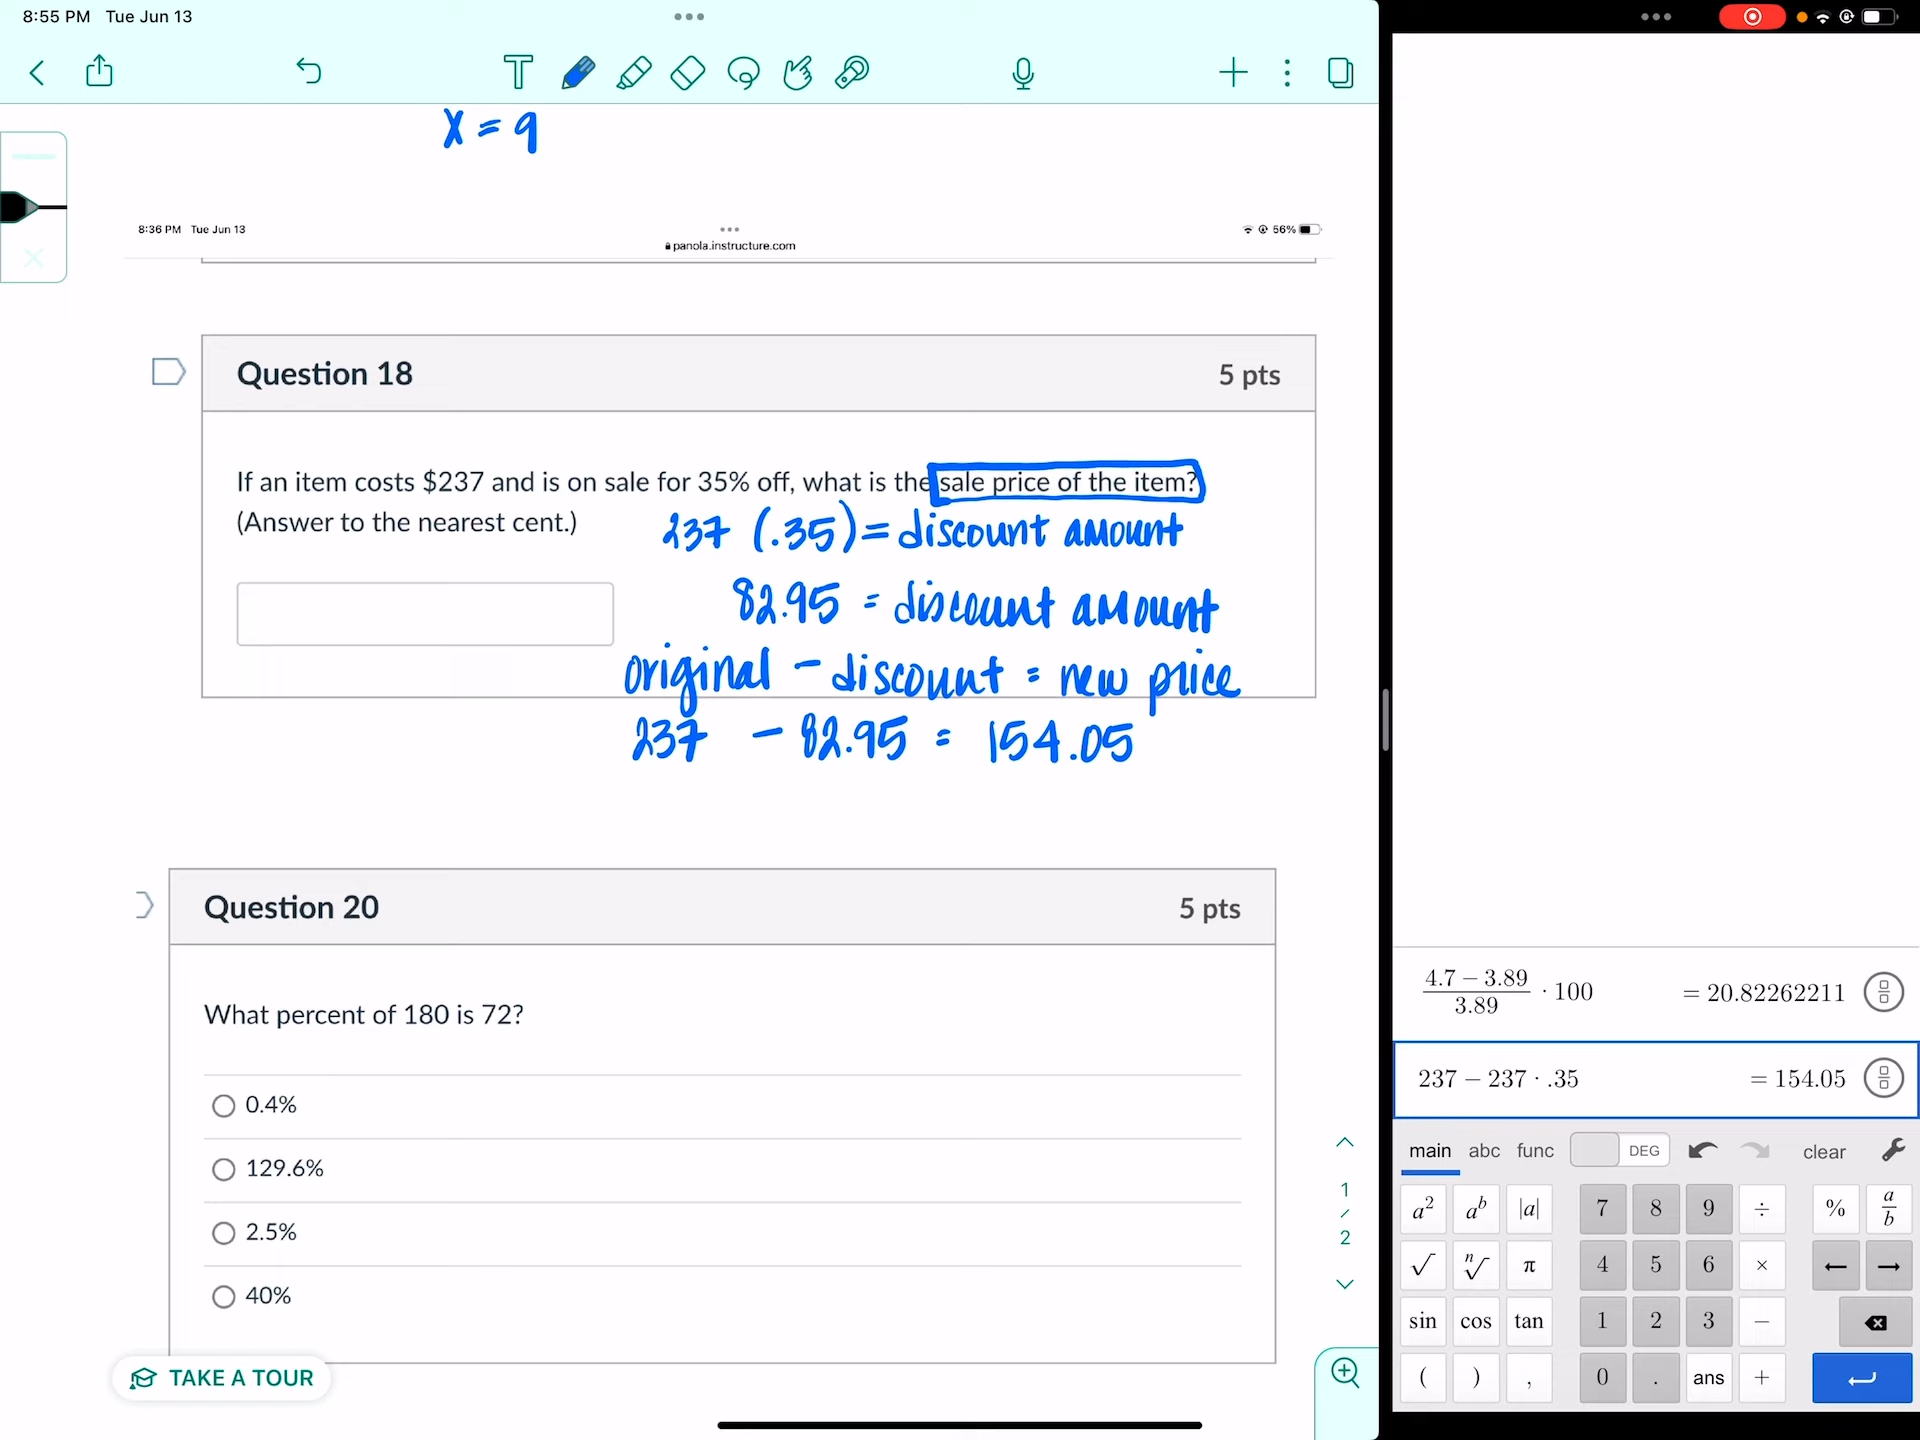 8:55 PM Tue Jun 13
T
x = 9
8:36 PM Tue Jun 13
panola.instructure.com
56%
Question 18
5 pts
If an item costs $237 and is on sale for 35% off, what is the sale price of the item?
(Answer to the nearest cent.)
237 (.35) = discount amount
82.95 = discount amount
original - discount = new price
237 - 82.95 = 154.05
Question 20
5 pts
What percent of 180 is 72?
0.4%
129.6%
2.5%
40%
TAKE A TOUR
1
/
2
4.7 − 3.89
3.89
· 100
= 20.82262211
237 − 237 · .35
= 154.05
main abc func DEG clear
a² aᵇ |a| 7 8 9 ÷ % a/b
√ ⁿ√ π 4 5 6 × ← →
sin cos tan 1 2 3 −
( ) , 0 . ans +